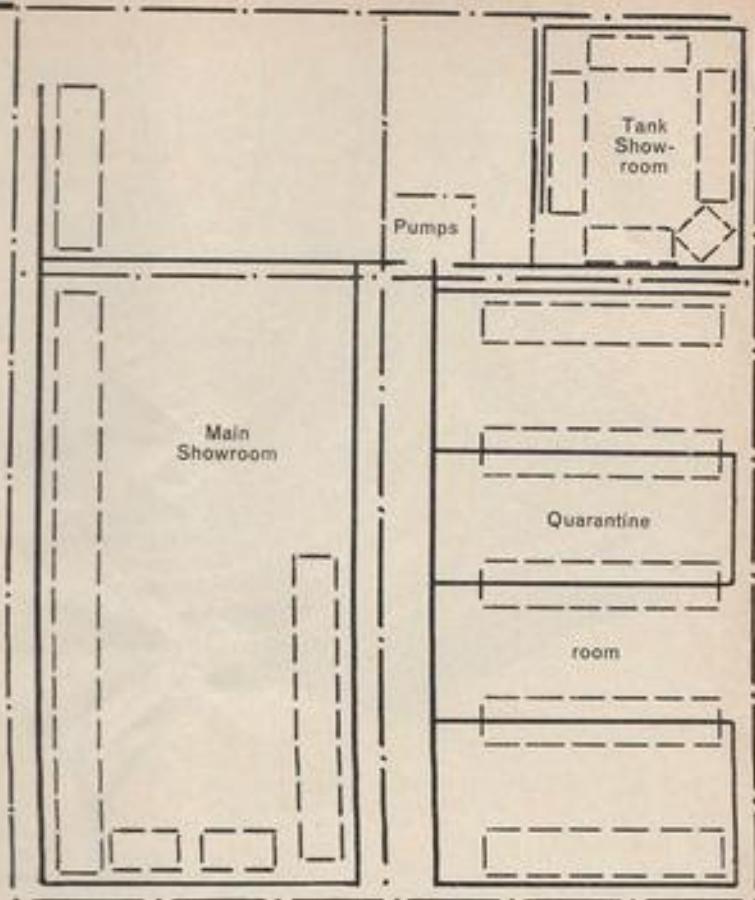 Tank
Show-
room
Pumps
Main
Showroom
Quarantine
room